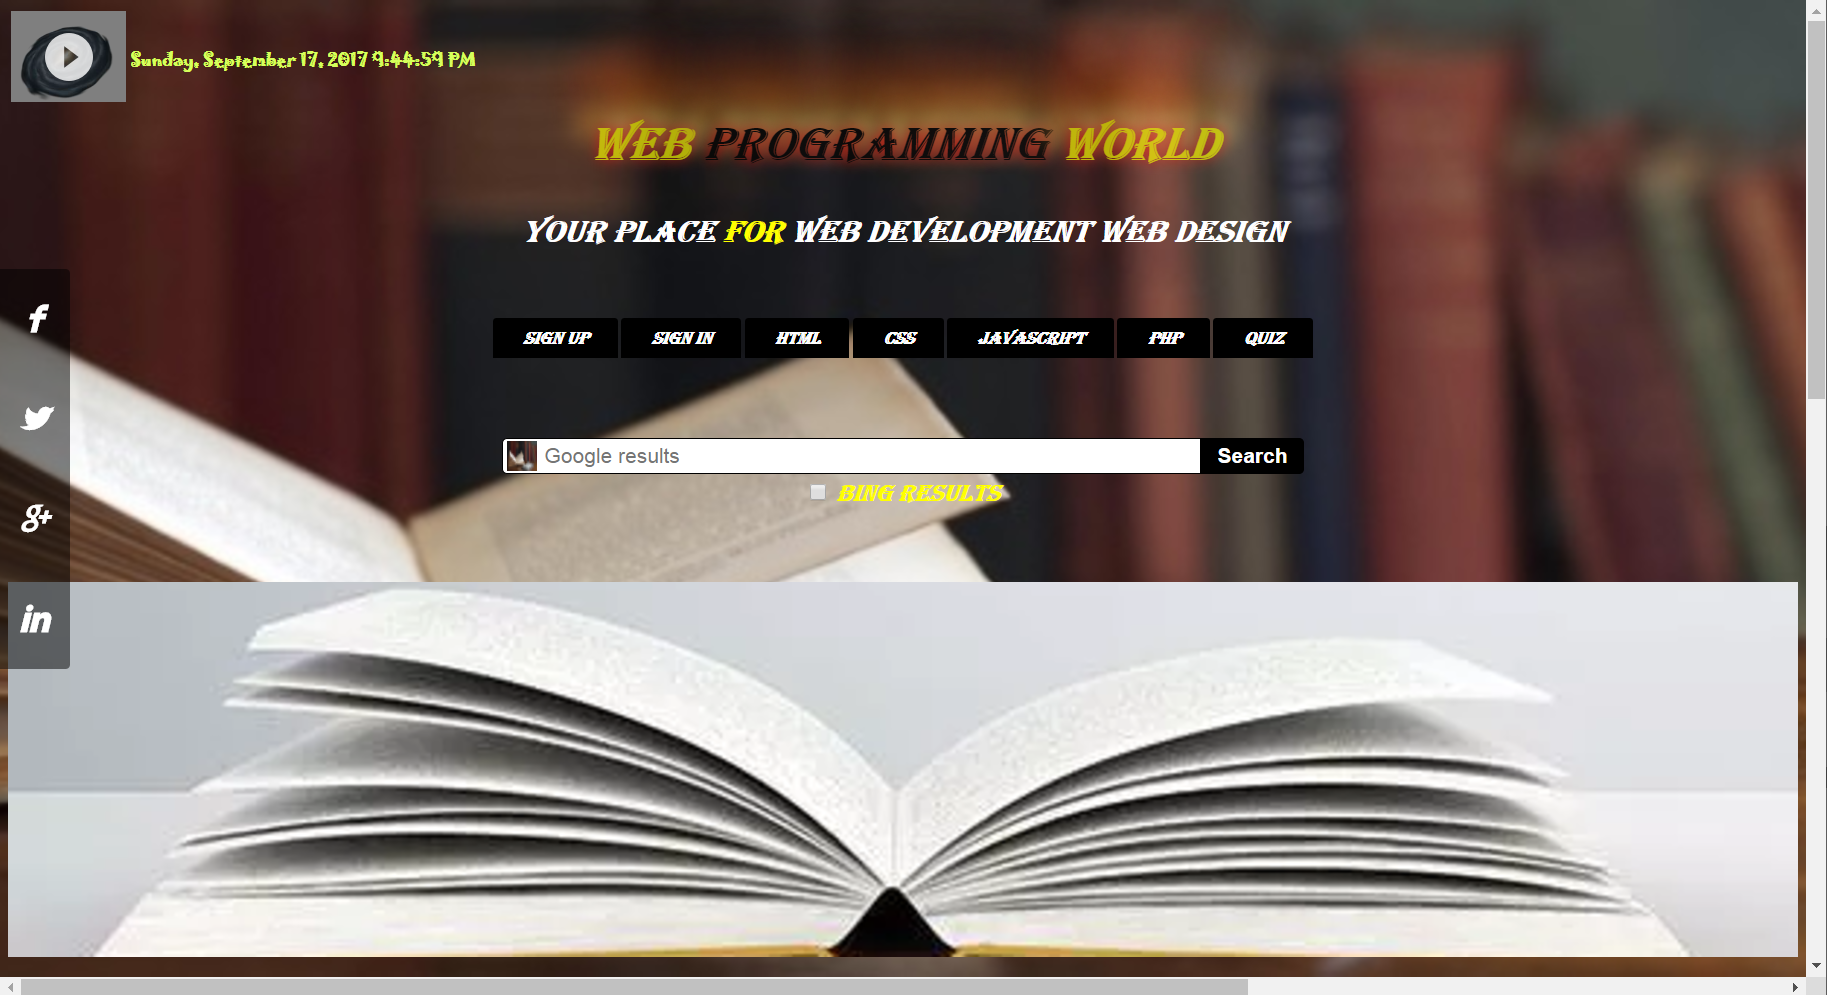 Sunday, September 17, 2017 9:44:59 PM
WEB PROGRAMMING WORLD
YOUR PLACE FOR WEB DEVELOPMENT WEB DESIGN
SIGN UP SIGN IN HTML CSS JAVASCRIPT PHP QUIZ
Google results Search
BING RESULTS
f
g+
in